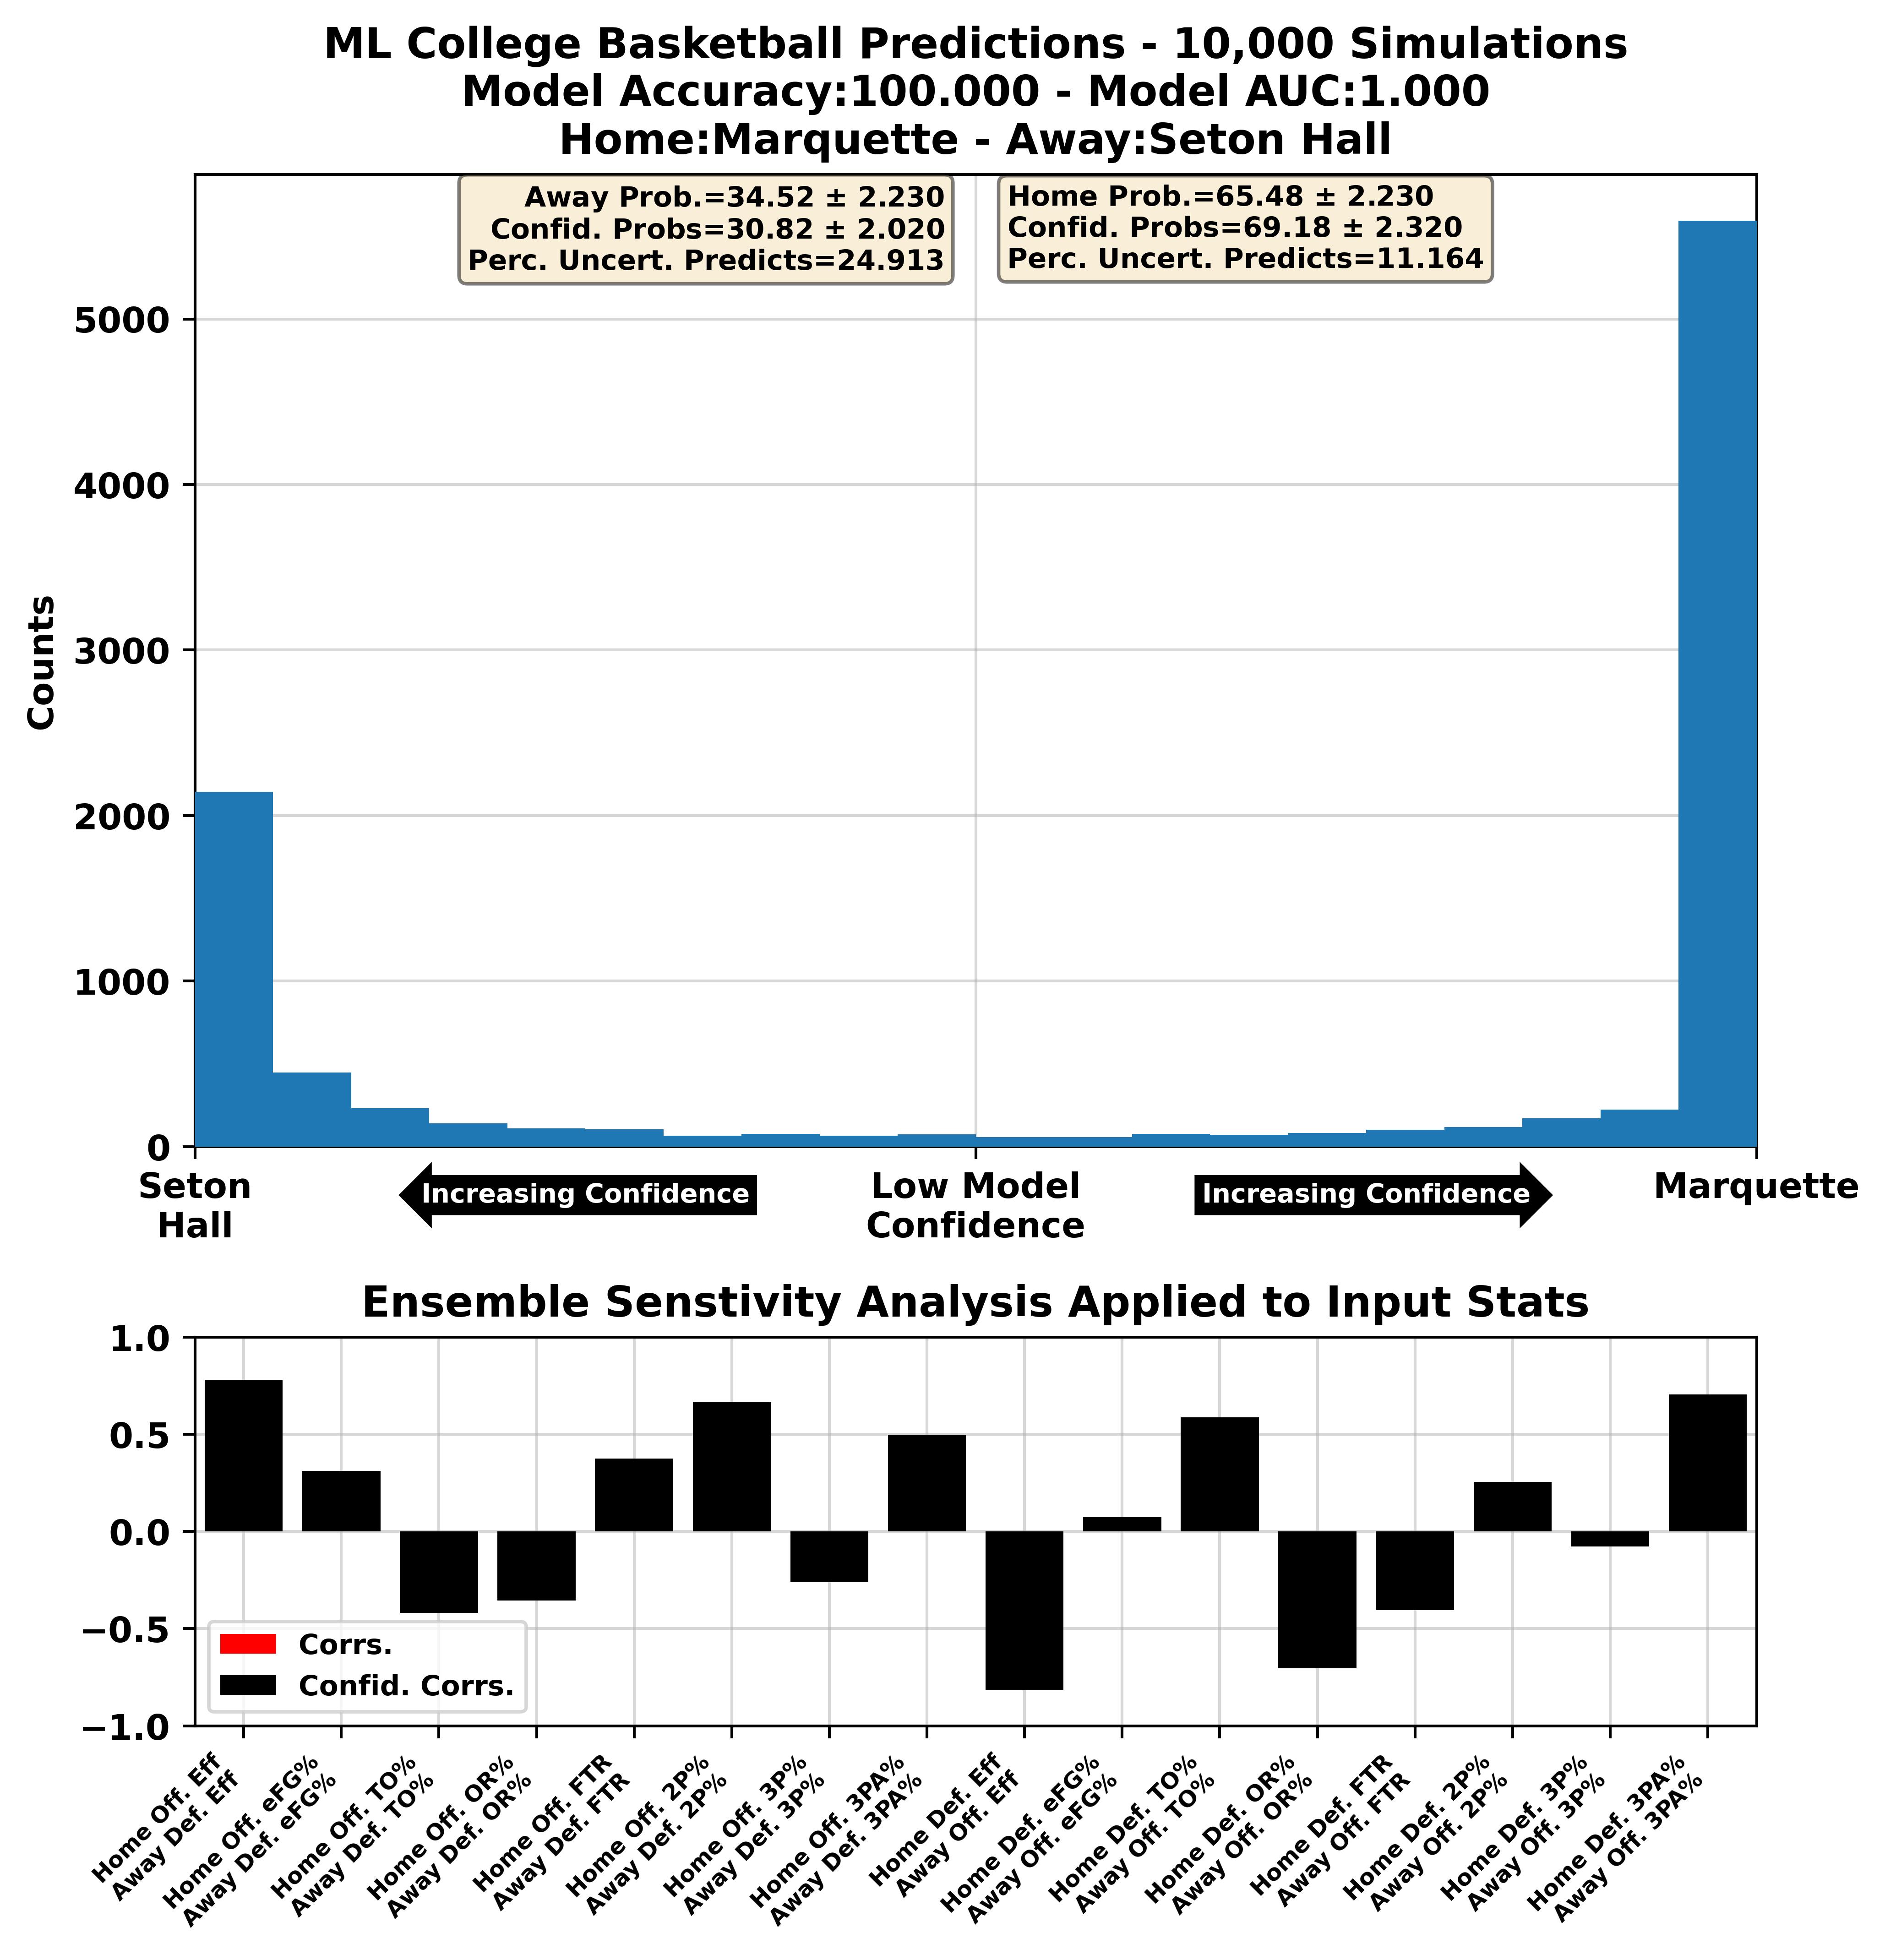 ML College Basketball Predictions - 10,000 Simulations
Model Accuracy:100.000 - Model AUC:1.000
Home:Marquette - Away:Seton Hall
Away Prob.=34.52 ± 2.230
Confid. Probs=30.82 ± 2.020
Perc. Uncert. Predicts=24.913
Home Prob.=65.48 ± 2.230
Confid. Probs=69.18 ± 2.320
Perc. Uncert. Predicts=11.164
Counts
5000
4000
3000
2000
1000
0
Seton
Hall
Increasing Confidence
Low Model
Confidence
Increasing Confidence
Marquette
Ensemble Senstivity Analysis Applied to Input Stats
1.0
0.5
0.0
−0.5
−1.0
Corrs.
Confid. Corrs.
Home Off. Eff
Away Def. Eff
Home Off. eFG%
Away Def. eFG%
Home Off. TO%
Away Def. TO%
Home Off. OR%
Away Def. OR%
Home Off. FTR
Away Def. FTR
Home Off. 2P%
Away Def. 2P%
Home Off. 3P%
Away Def. 3P%
Home Off. 3PA%
Away Def. 3PA%
Home Def. Eff
Away Off. Eff
Home Def. eFG%
Away Off. eFG%
Home Def. TO%
Away Off. TO%
Home Def. OR%
Away Off. OR%
Home Def. FTR
Away Off. FTR
Home Def. 2P%
Away Off. 2P%
Home Def. 3P%
Away Off. 3P%
Home Def. 3PA%
Away Off. 3PA%